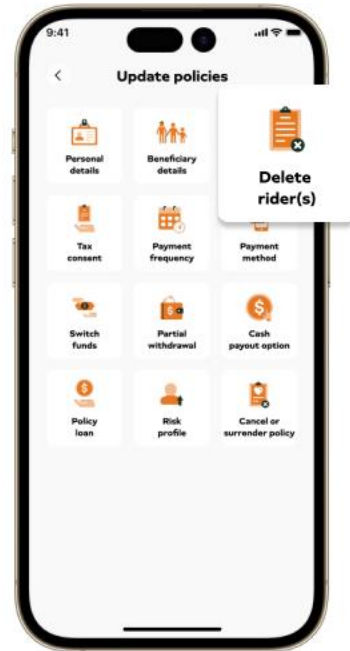 9:41
Update policies
Personal
details
Beneficiary
details
Delete
rider(s)
Tax
consent
Payment
frequency
Payment
method
Switch
funds
Partial
withdrawal
Cash
payout option
Policy
loan
Risk
profile
Cancel or
surrender policy